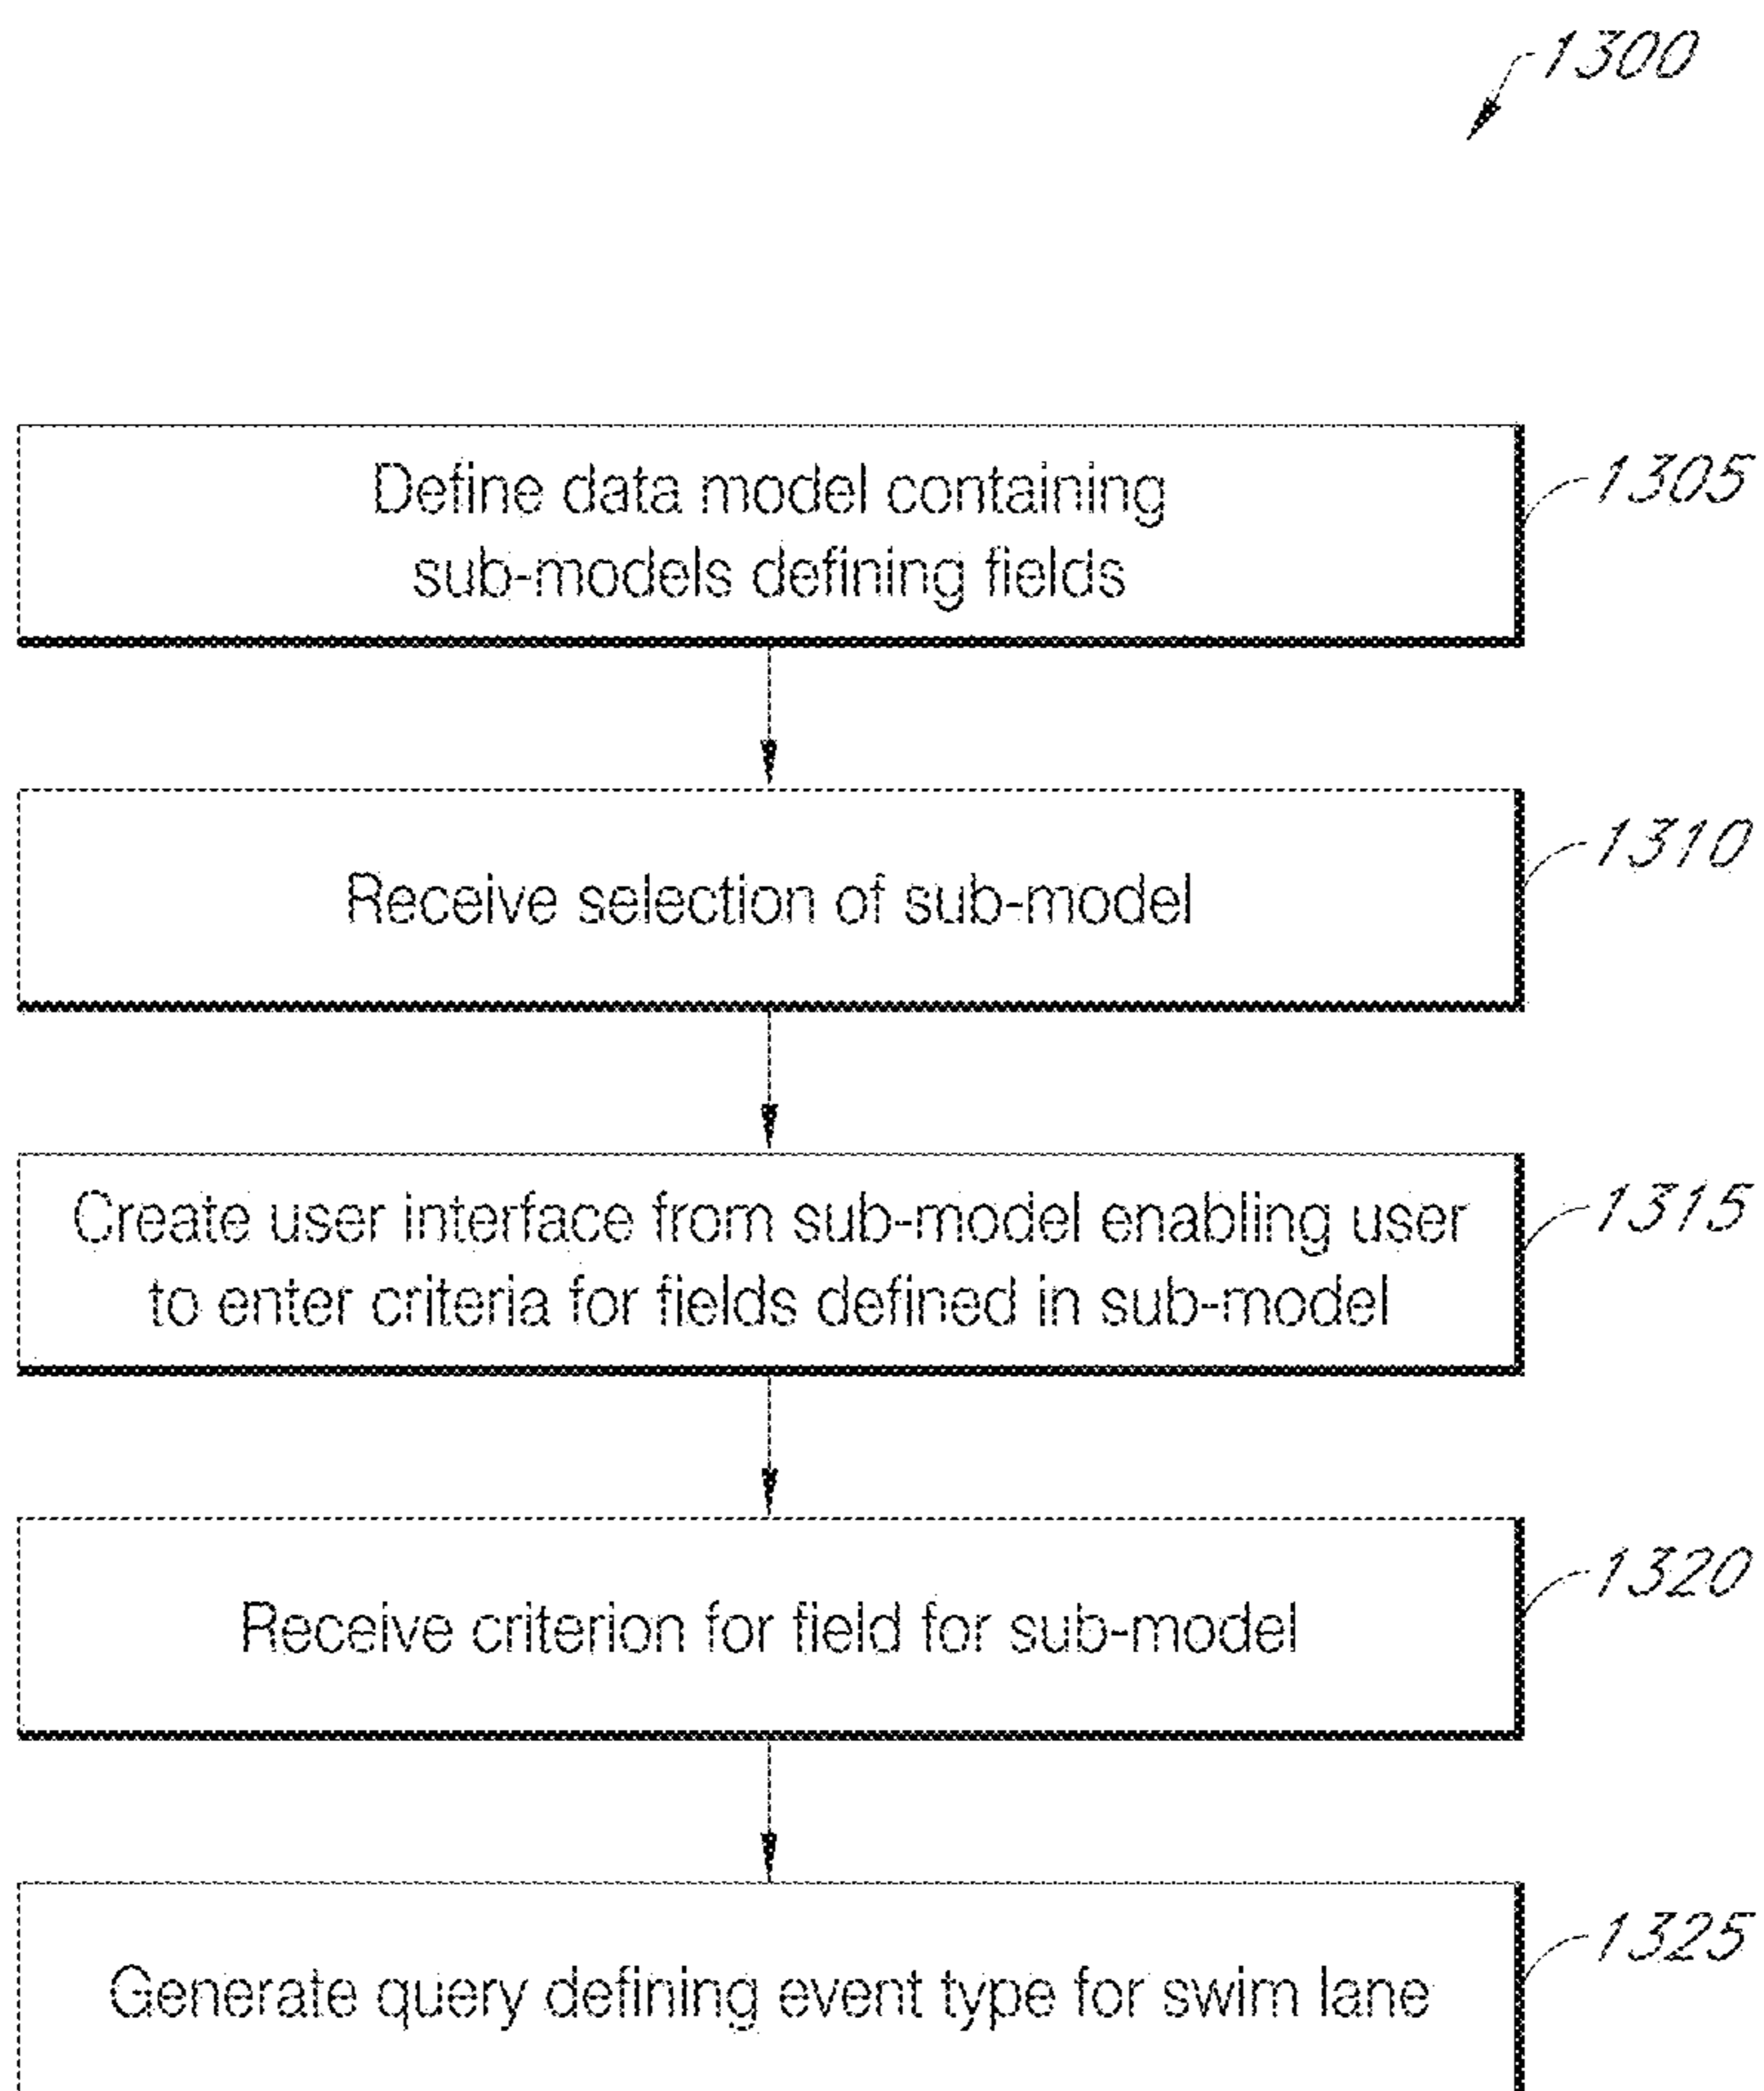 1300
Define data model containing
sub-models defining fields
1305
Receive selection of sub-model
1310
Create user interface from sub-model enabling user
to enter criteria for fields defined in sub-model
1315
Receive criterion for field for sub-model
1320
Generate query defining event type for swim lane
1325